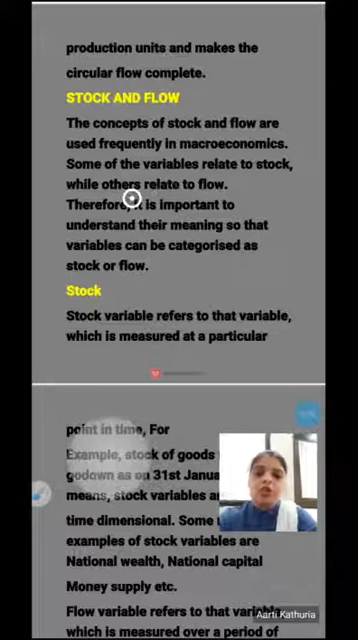 production units and makes the
circular flow complete.
STOCK AND FLOW
The concepts of stock and flow are
used frequently in macroeconomics.
Some of the variables relate to stock,
while others relate to flow.
Therefore, it is important to
understand their meaning so that
variables can be categorised as
stock or flow.
Stock
Stock variable refers to that variable,
which is measured at a particular
point in time, For
Example, stock of goods
godown as on 31st
means, stock variables
time dimensional. Some
examples of stock variables are
National wealth, National capital
Money supply etc.
Aarti Kathuria
Flow variable refers to that variable
which is measured over a period of